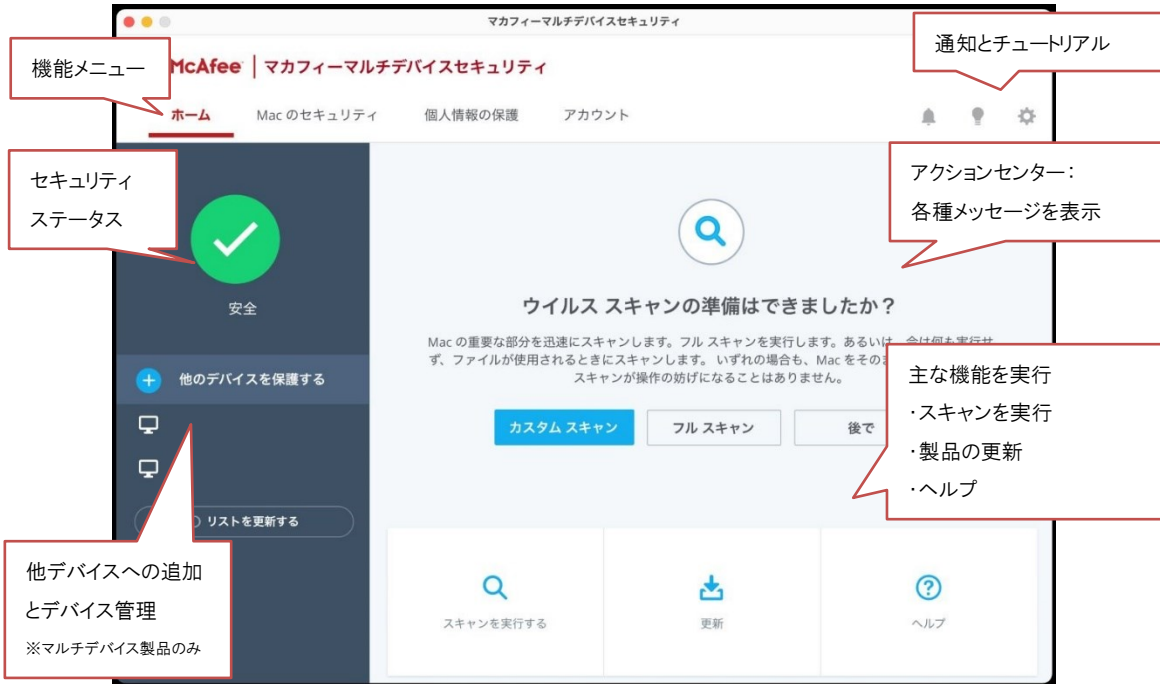 マカフィーマルチデバイスセキュリティ
通知とチュートリアル
機能メニュー
McAfee | マカフィーマルチデバイスセキュリティ
ホーム
Mac のセキュリティ
個人情報の保護
アカウント
セキュリティ
ステータス
アクションセンター：
各種メッセージを表示
安全
ウイルス スキャンの準備はできましたか？
Mac の重要な部分を迅速にスキャンします。フル スキャンを実行します。あるいは、今は何も実行せ
ず、ファイルが使用されるときにスキャンします。 いずれの場合も、Mac をそのま
スキャンが操作の妨げになることはありません。
他のデバイスを保護する
主な機能を実行
・スキャンを実行
・製品の更新
・ヘルプ
カスタム スキャン
フル スキャン
後で
リストを更新する
他デバイスへの追加
とデバイス管理
※マルチデバイス製品のみ
スキャンを実行する
更新
ヘルプ